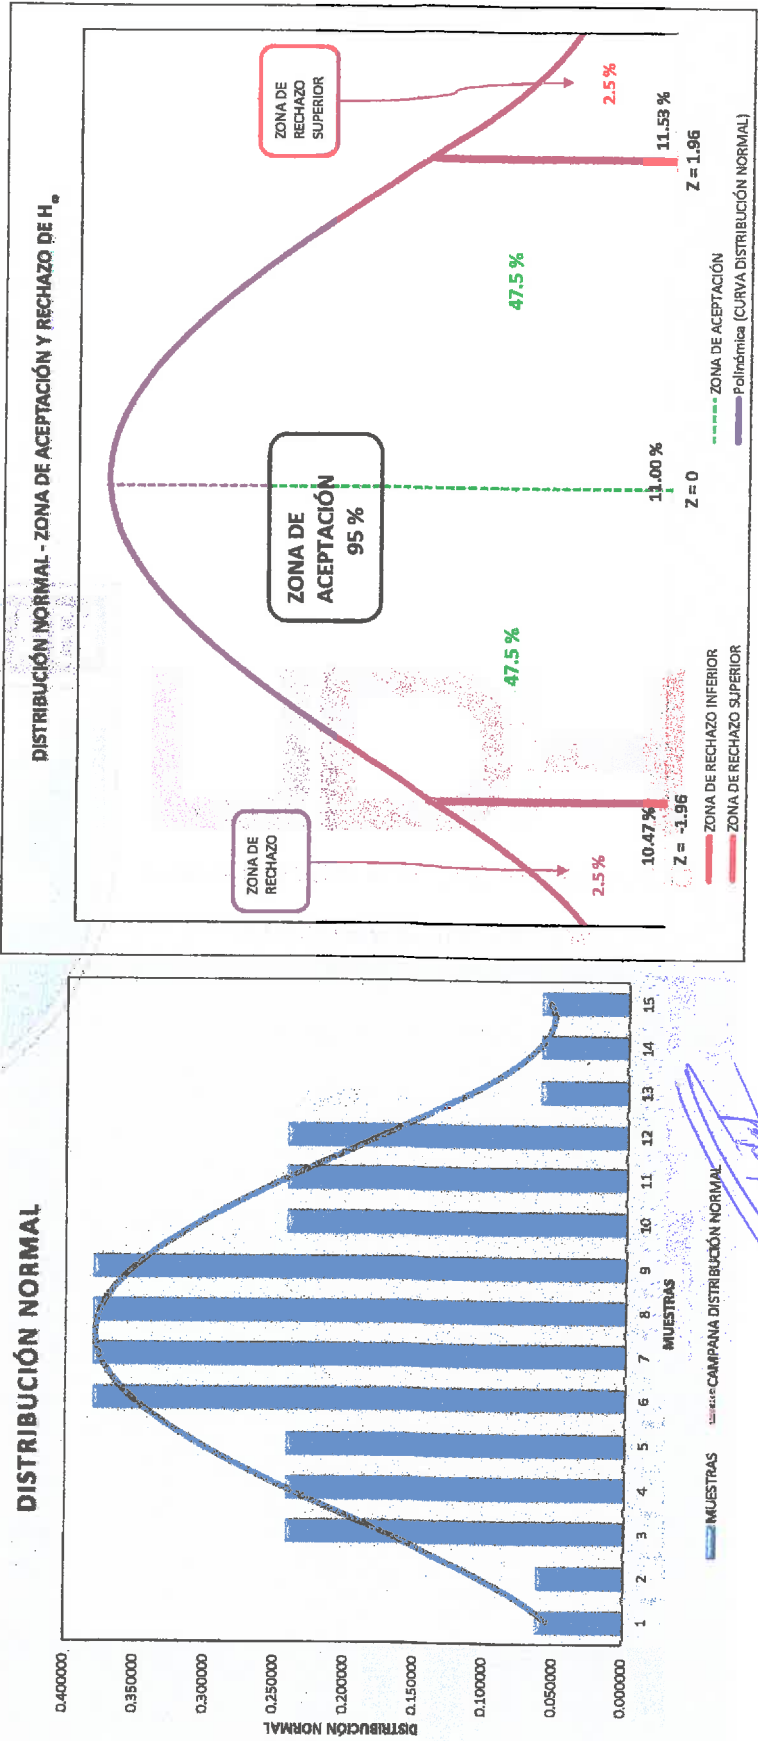 DISTRIBUCIÓN NORMAL
DISTRIBUCIÓN NORMAL
0.400000
0.350000
0.300000
0.250000
0.200000
0.150000
0.100000
0.050000
0.000000
1 2 3 4 5 6 7 8 9 10 11 12 13 14 15
MUESTRAS
MUESTRAS
CAMPANA DISTRIBUCIÓN NORMAL
DISTRIBUCIÓN NORMAL - ZONA DE ACEPTACIÓN Y RECHAZO DE H₀
ZONA DE
RECHAZO
ZONA DE
ACEPTACIÓN
95 %
ZONA DE
RECHAZO
SUPERIOR
2.5 %
47.5 %
47.5 %
2.5 %
10.47 %
11.00 %
11.53 %
Z = -1.96
Z = 0
Z = 1.96
ZONA DE RECHAZO INFERIOR
ZONA DE ACEPTACIÓN
ZONA DE RECHAZO SUPERIOR
Polinómica (CURVA DISTRIBUCIÓN NORMAL)